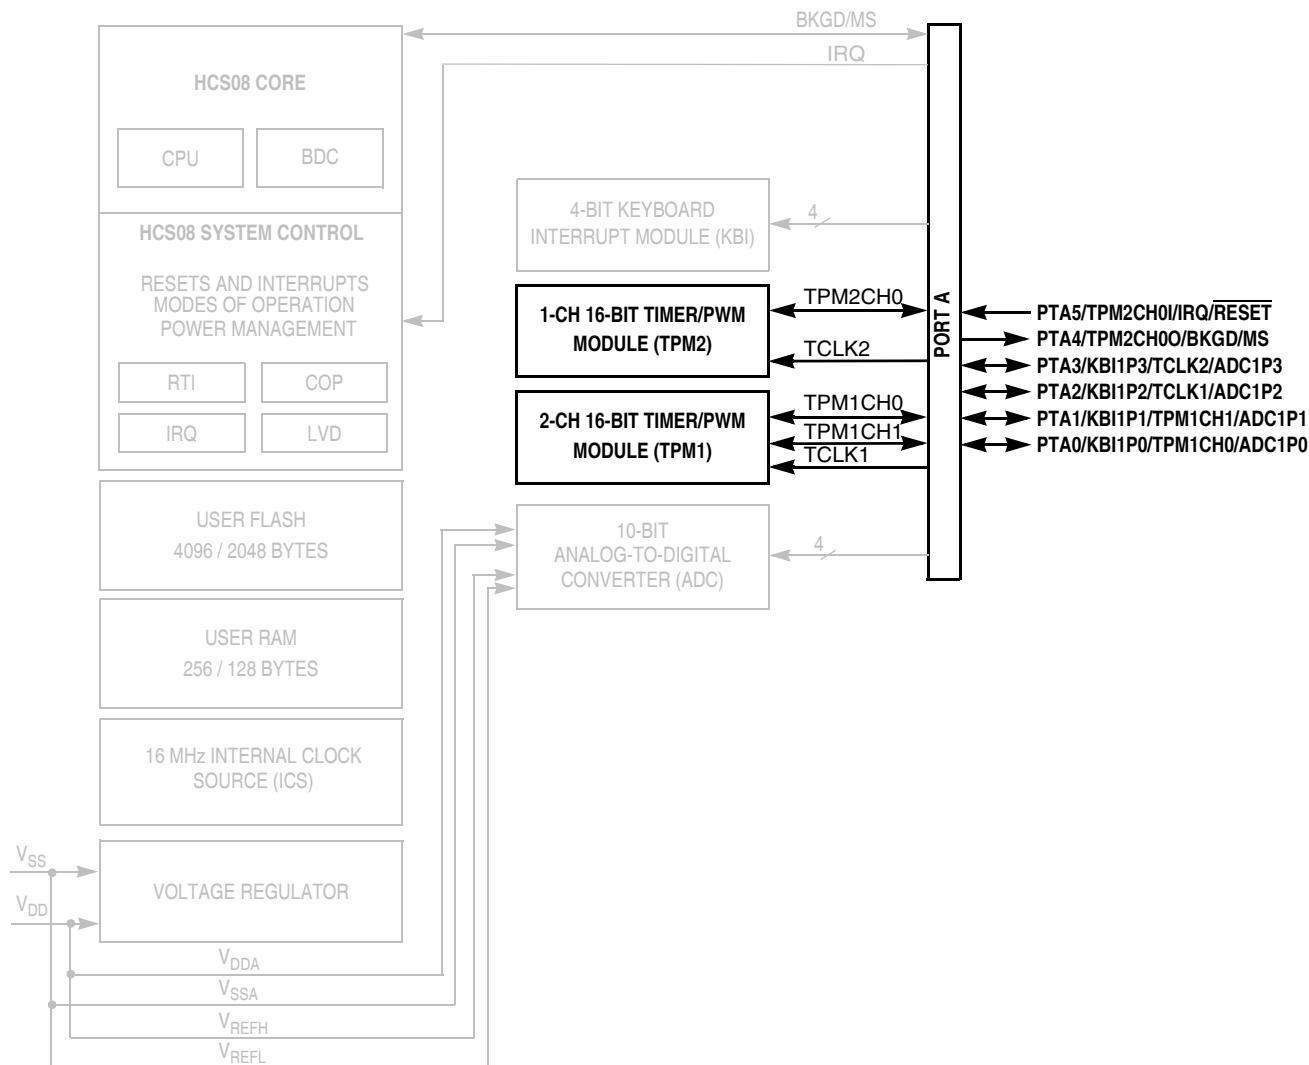 BKGD/MS
IRQ
HCS08 CORE
CPU
BDC
HCS08 SYSTEM CONTROL
RESETS AND INTERRUPTS
MODES OF OPERATION
POWER MANAGEMENT
RTI
COP
IRQ
LVD
USER FLASH
4096 / 2048 BYTES
USER RAM
256 / 128 BYTES
16 MHz INTERNAL CLOCK
SOURCE (ICS)
VOLTAGE REGULATOR
VSS
VDD
VDDA
VSSA
VREFH
VREFL
4-BIT KEYBOARD
INTERRUPT MODULE (KBI)
4
1-CH 16-BIT TIMER/PWM
MODULE (TPM2)
TPM2CH0
TCLK2
2-CH 16-BIT TIMER/PWM
MODULE (TPM1)
TPM1CH0
TPM1CH1
TCLK1
10-BIT
ANALOG-TO-DIGITAL
CONVERTER (ADC)
4
PORT A
PTA5/TPM2CH0I/IRQ/RESET
PTA4/TPM2CH0O/BKGD/MS
PTA3/KBI1P3/TCLK2/ADC1P3
PTA2/KBI1P2/TCLK1/ADC1P2
PTA1/KBI1P1/TPM1CH1/ADC1P1
PTA0/KBI1P0/TPM1CH0/ADC1P0